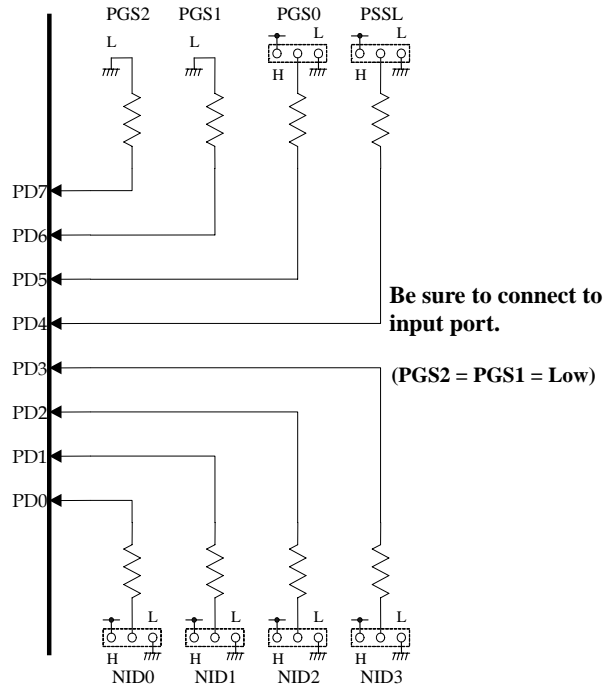 PGS2 PGS1 PGS0 PSSL
L L L L
H H
PD7
PD6
PD5
PD4
PD3
PD2
PD1
PD0
Be sure to connect to
input port.
(PGS2 = PGS1 = Low)
L L L L
H H H H
NID0 NID1 NID2 NID3